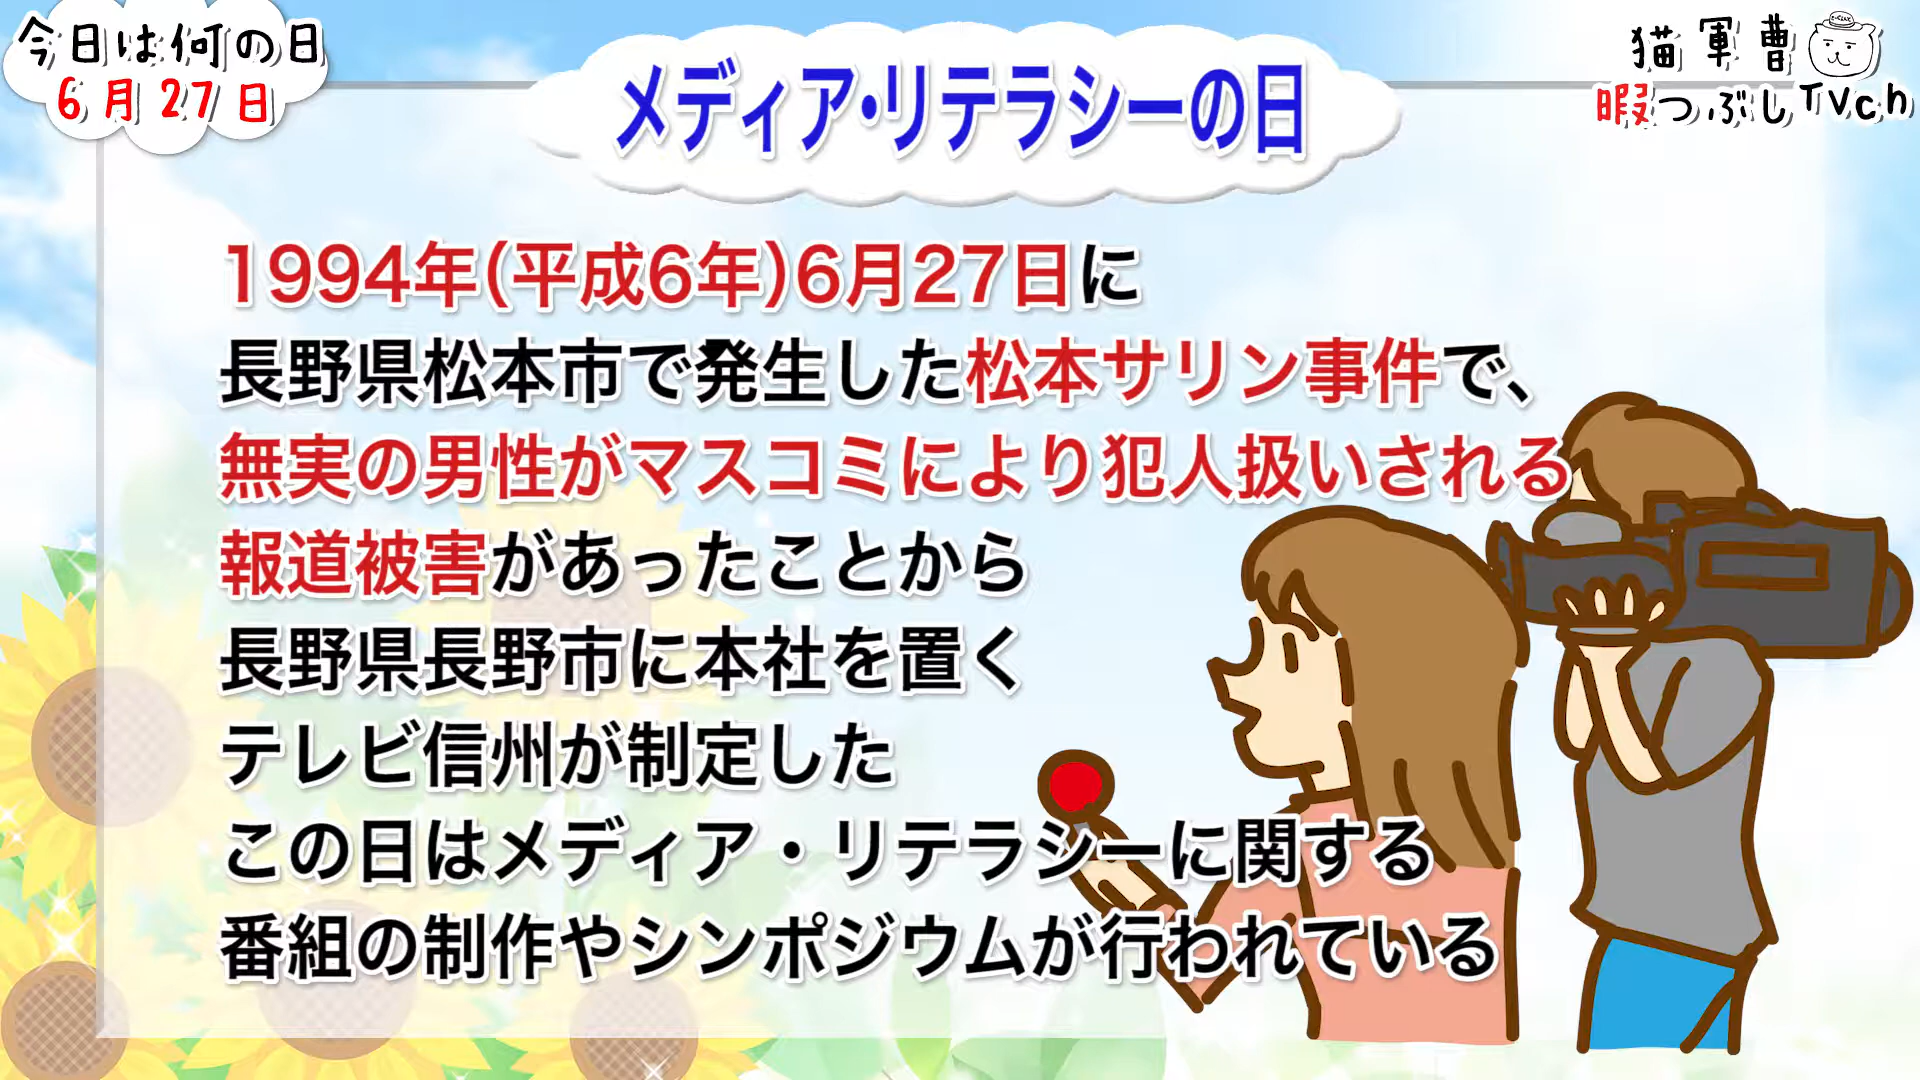 今日は何の日
6月27日
メディア・リテラシーの日
猫軍曹
暇つぶしTVch
1994年(平成6年)6月27日に
長野県松本市で発生した松本サリン事件で、
無実の男性がマスコミにより犯人扱いされる
報道被害があったことから
長野県長野市に本社を置く
テレビ信州が制定した
この日はメディア・リテラシーに関する
番組の制作やシンポジウムが行われている